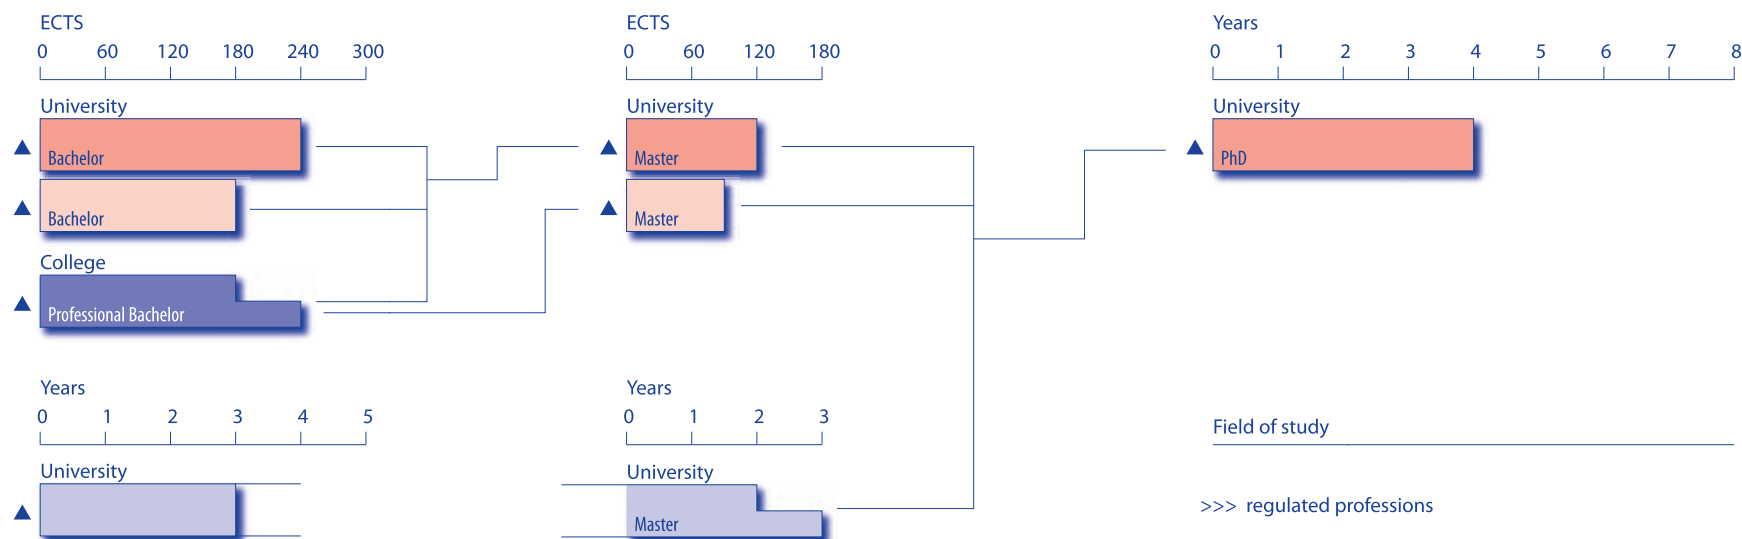 ECTS
0 60 120 180 240 300
University
Bachelor
Bachelor
College
Professional Bachelor
Years
0 1 2 3 4 5
University
ECTS
0 60 120 180
University
Master
Master
Years
0 1 2 3
University
Master
Years
0 1 2 3 4 5 6 7 8
University
PhD
Field of study
>>> regulated professions